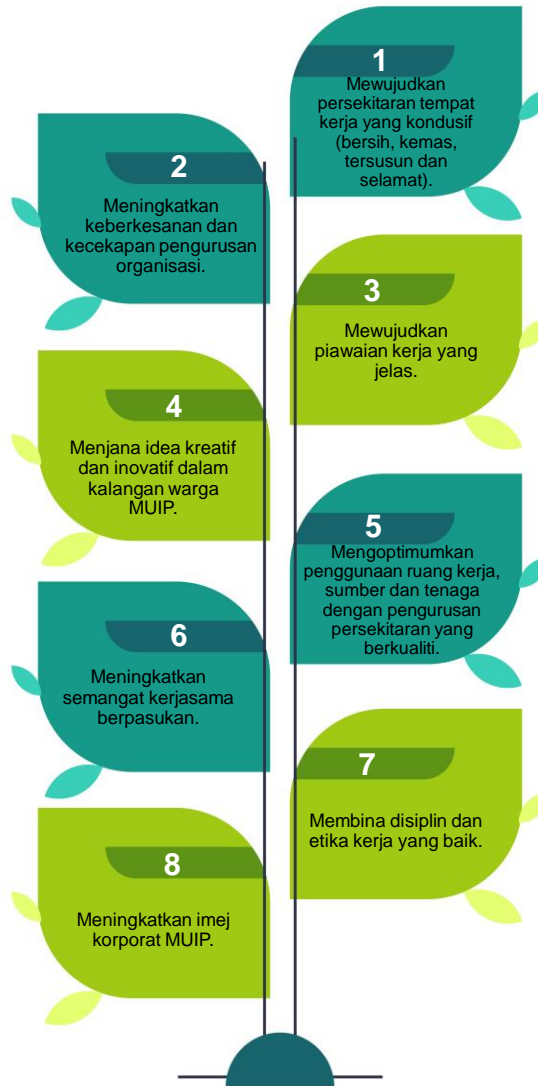 1
Mewujudkan
persekitaran tempat
kerja yang kondusif
(bersih, kemas,
tersusun dan
selamat).
2
Meningkatkan
keberkesanan dan
kecekapan pengurusan
organisasi.
3
Mewujudkan
piawaian kerja yang
jelas.
4
Menjana idea kreatif
dan inovatif dalam
kalangan warga
MUIP.
5
Mengoptimumkan
penggunaan ruang kerja,
sumber dan tenaga
dengan pengurusan
persekitaran yang
berkualiti.
6
Meningkatkan
semangat kerjasama
berpasukan.
7
Membina disiplin dan
etika kerja yang baik.
8
Meningkatkan imej
korporat MUIP.